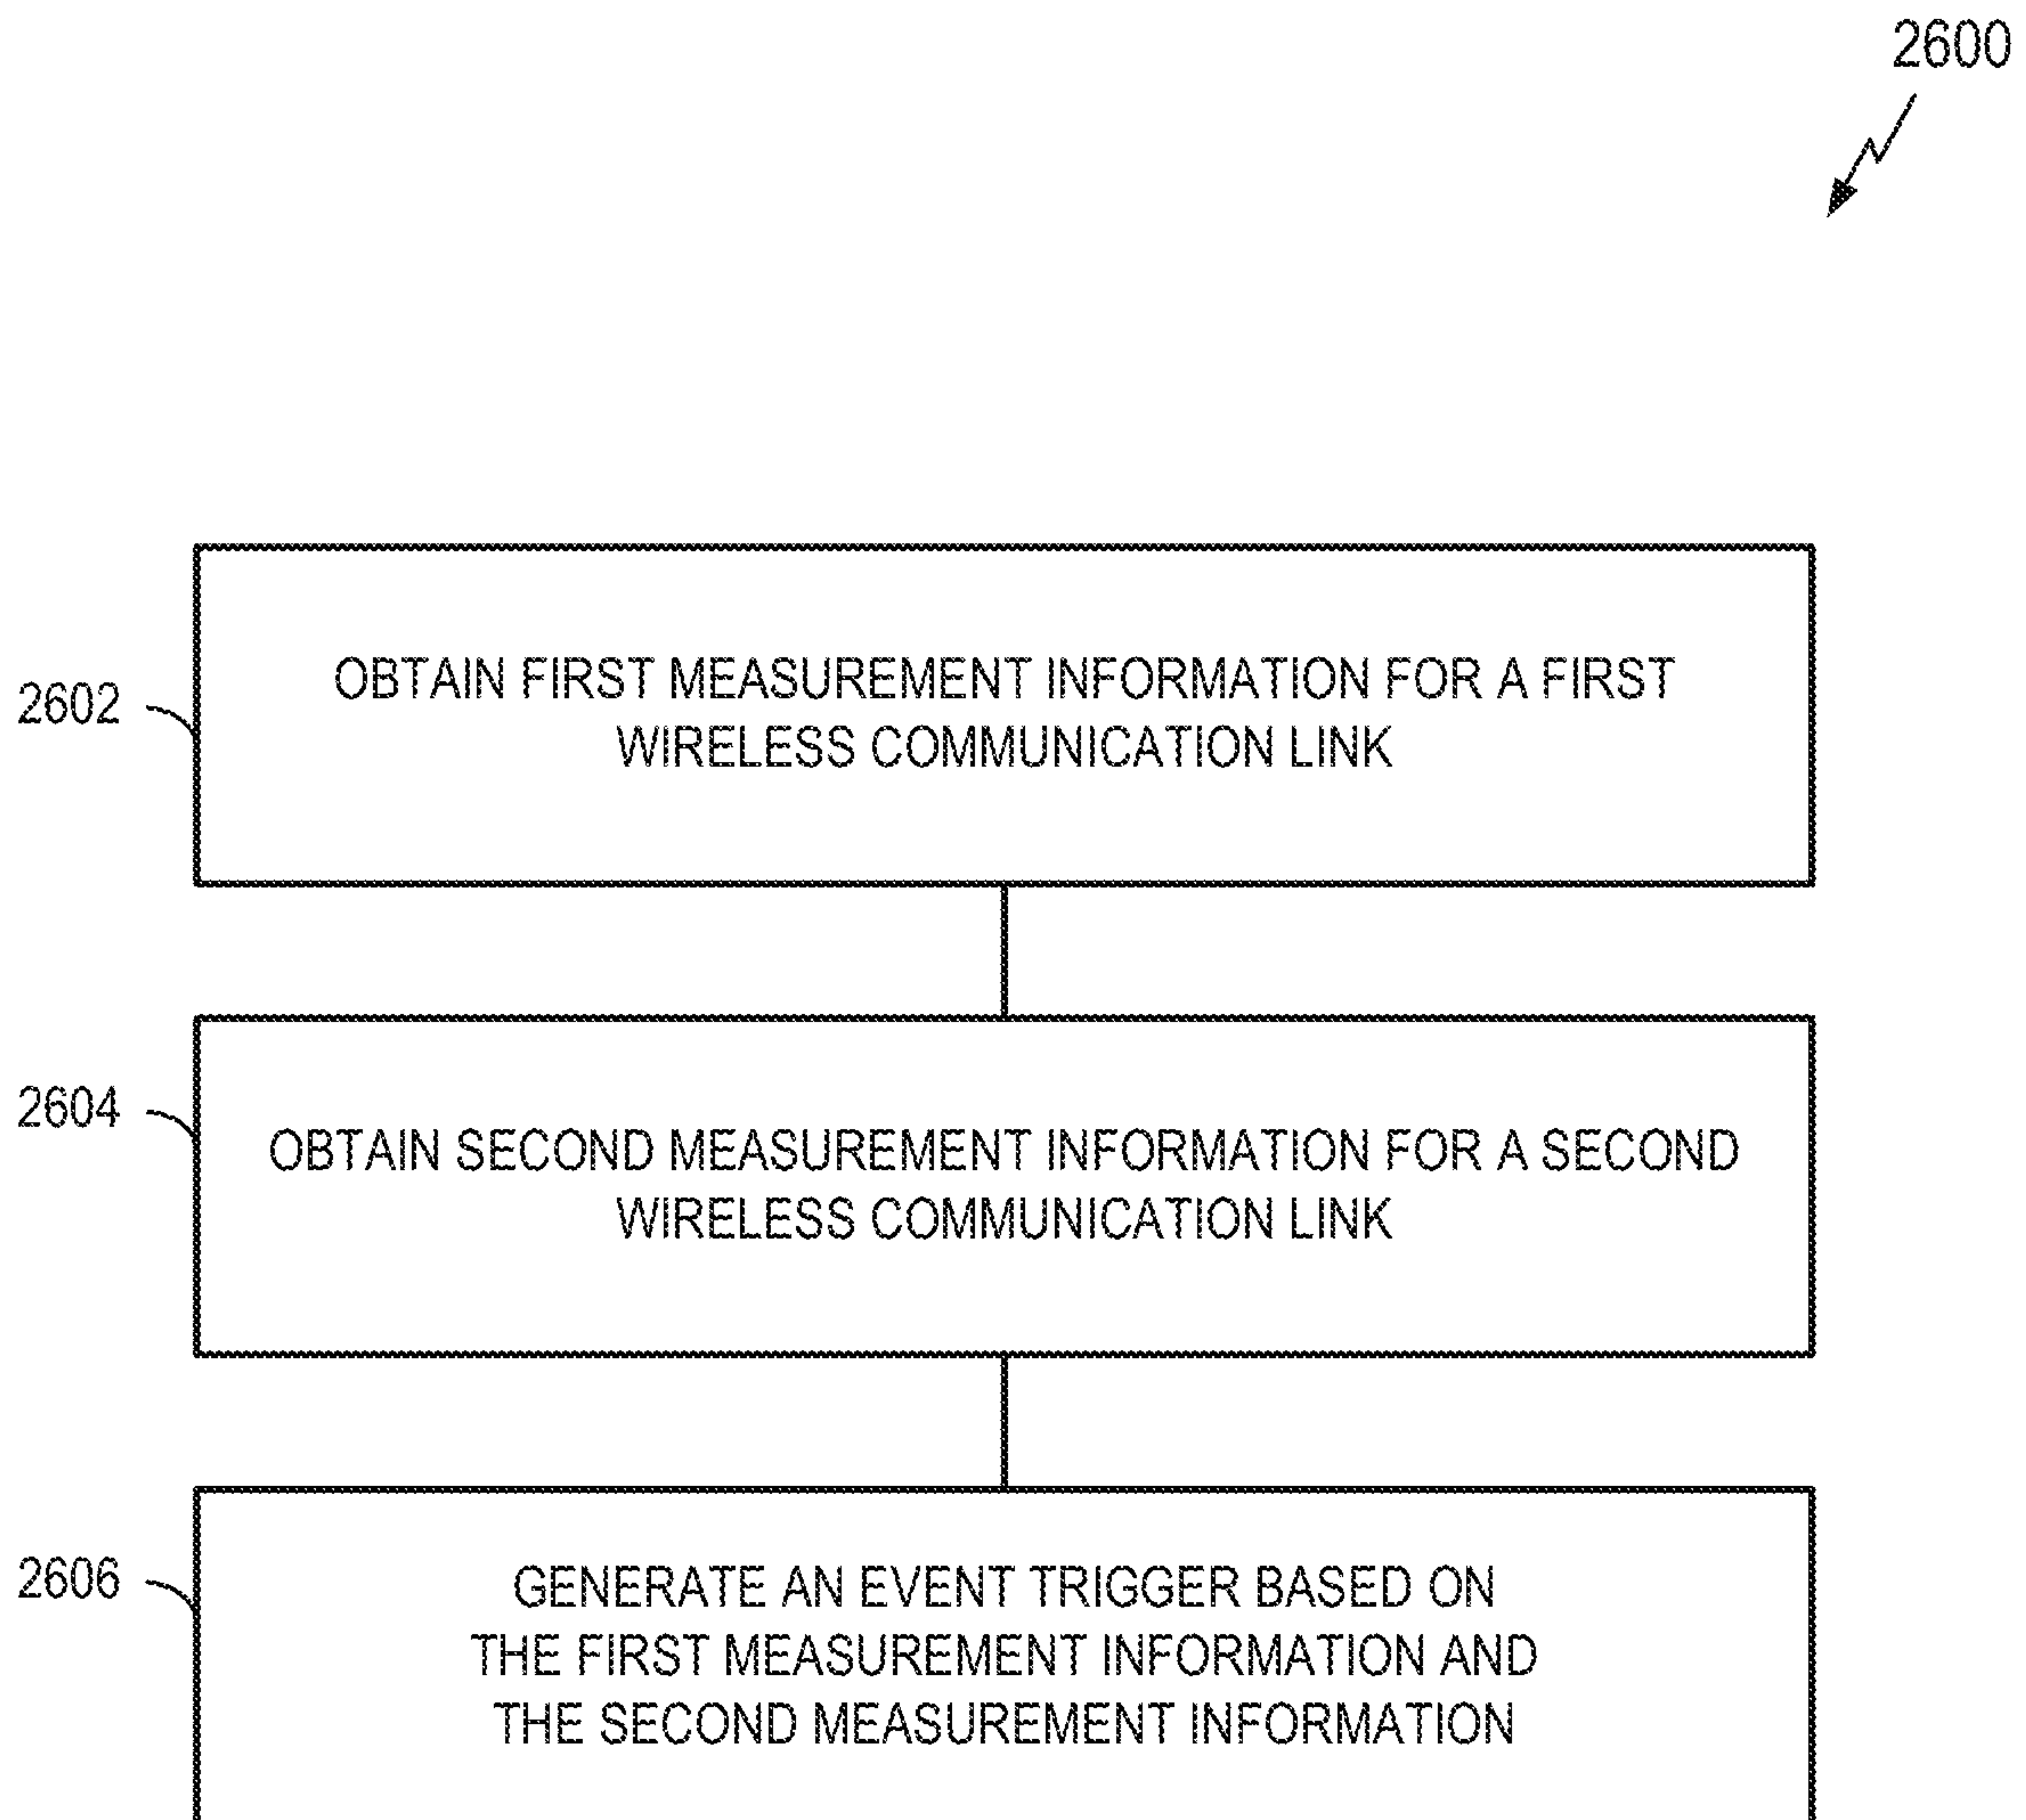 2600
OBTAIN FIRST MEASUREMENT INFORMATION FOR A FIRST
WIRELESS COMMUNICATION LINK
2602
2604
OBTAIN SECOND MEASUREMENT INFORMATION FOR A SECOND
WIRELESS COMMUNICATION LINK
2606
GENERATE AN EVENT TRIGGER BASED ON
THE FIRST MEASUREMENT INFORMATION AND
THE SECOND MEASUREMENT INFORMATION